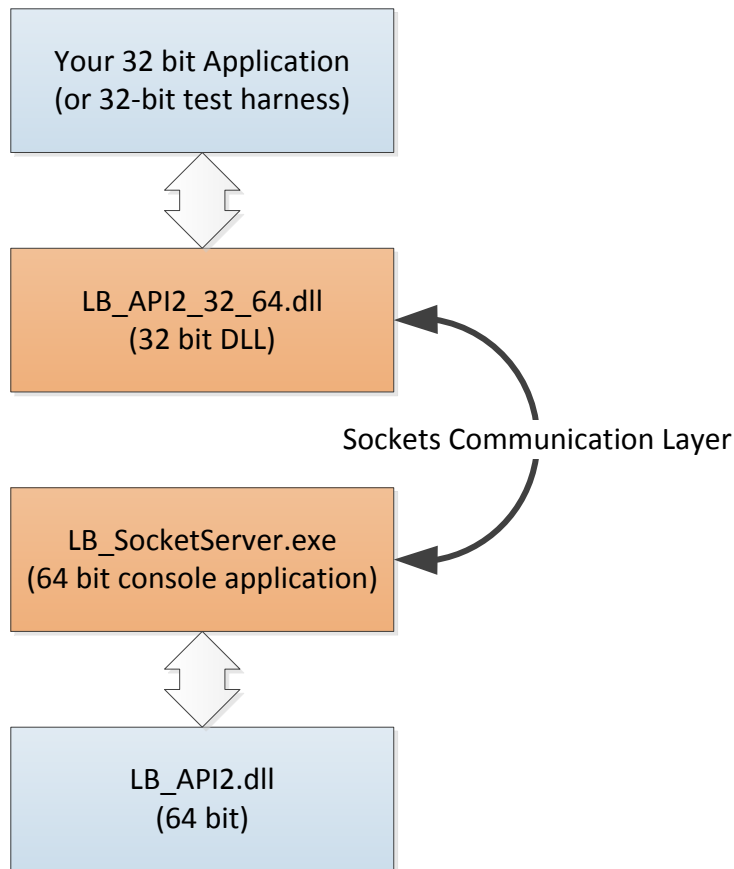 Your 32 bit Application
(or 32-bit test harness)
LB_API2_32_64.dll
(32 bit DLL)
Sockets Communication Layer
LB_SocketServer.exe
(64 bit console application)
LB_API2.dll
(64 bit)